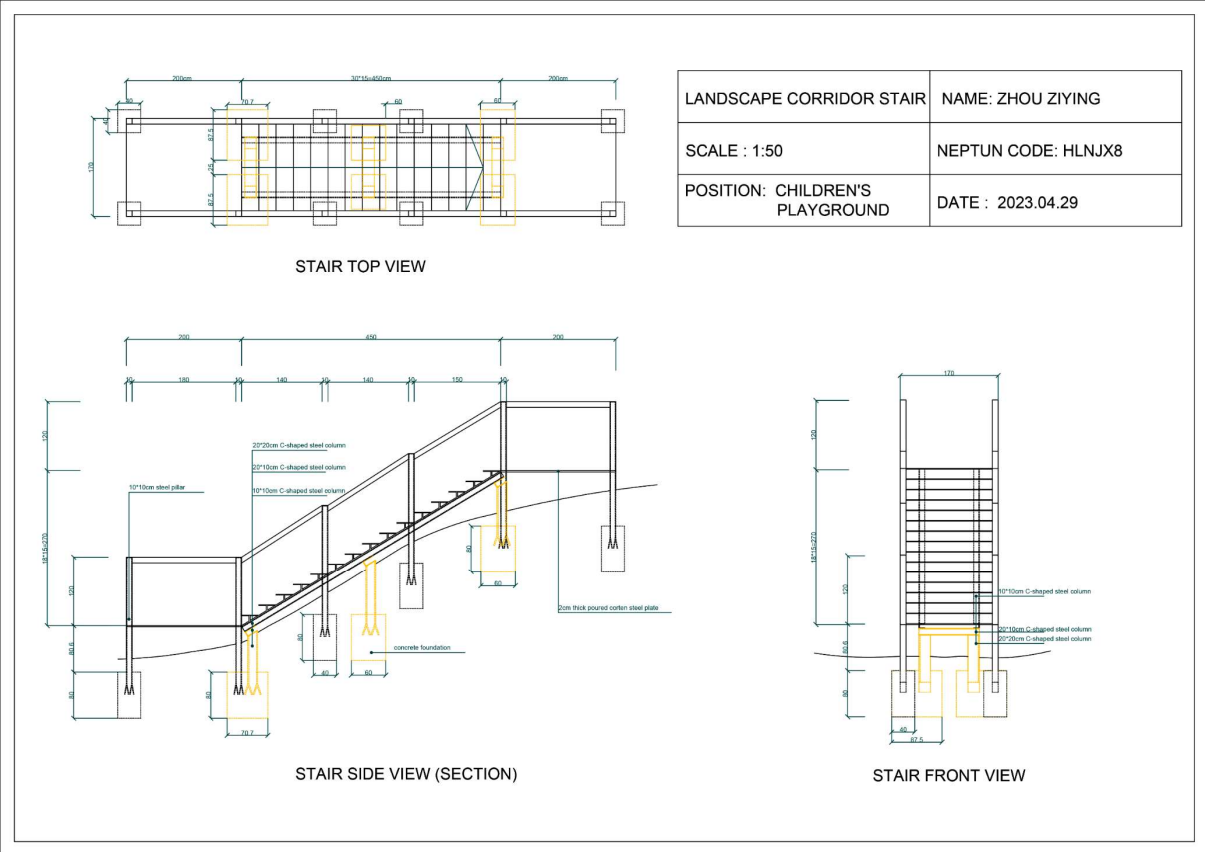 200cm
30*15=450cm
200cm
40
70.7
60
60
40
87.5
170
25
87.5
STAIR TOP VIEW
LANDSCAPE CORRIDOR STAIR
NAME: ZHOU ZIYING
SCALE : 1:50
NEPTUN CODE: HLNJX8
POSITION: CHILDREN'S
PLAYGROUND
DATE : 2023.04.29
200
450
200
10
180
10
140
10
140
10
150
10
120
20*20cm C-shaped steel column
20*10cm C-shaped steel column
10*10cm steel pillar
10*10cm C-shaped steel column
18*15=270
120
80
60
80.6
80
80
80
2cm thick poured corten steel plate
concrete foundation
40
60
70.7
STAIR SIDE VIEW (SECTION)
170
120
18*15=270
120
10*10cm C-shaped steel column
20*10cm C-shaped steel column
20*20cm C-shaped steel column
80.6
80
40
87.5
STAIR FRONT VIEW